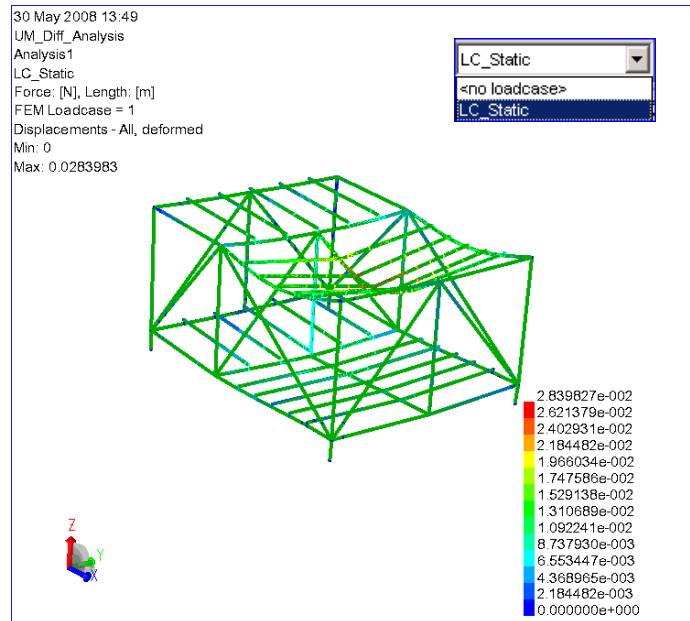 30 May 2008 13:49
UM_Diff_Analysis
Analysis1
LC_Static
Force: [N], Length: [m]
FEM Loadcase = 1
Displacements - All, deformed
Min: 0
Max: 0.0283983
LC_Static
<no loadcase>
LC_Static
2.839827e-002
2.621379e-002
2.402931e-002
2.184482e-002
1.966034e-002
1.747586e-002
1.529138e-002
1.310689e-002
1.092241e-002
8.737930e-003
6.553447e-003
4.368965e-003
2.184482e-003
0.000000e+000
Z
Y
X